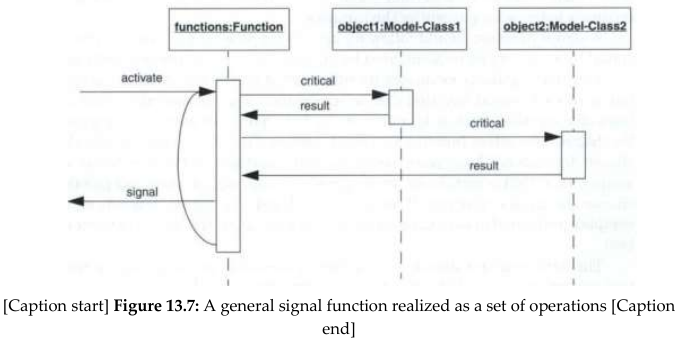 functions:Function
object1:Model-Class1
object2:Model-Class2
activate
critical
result
critical
result
signal
[Caption start] Figure 13.7: A general signal function realized as a set of operations [Caption
end]